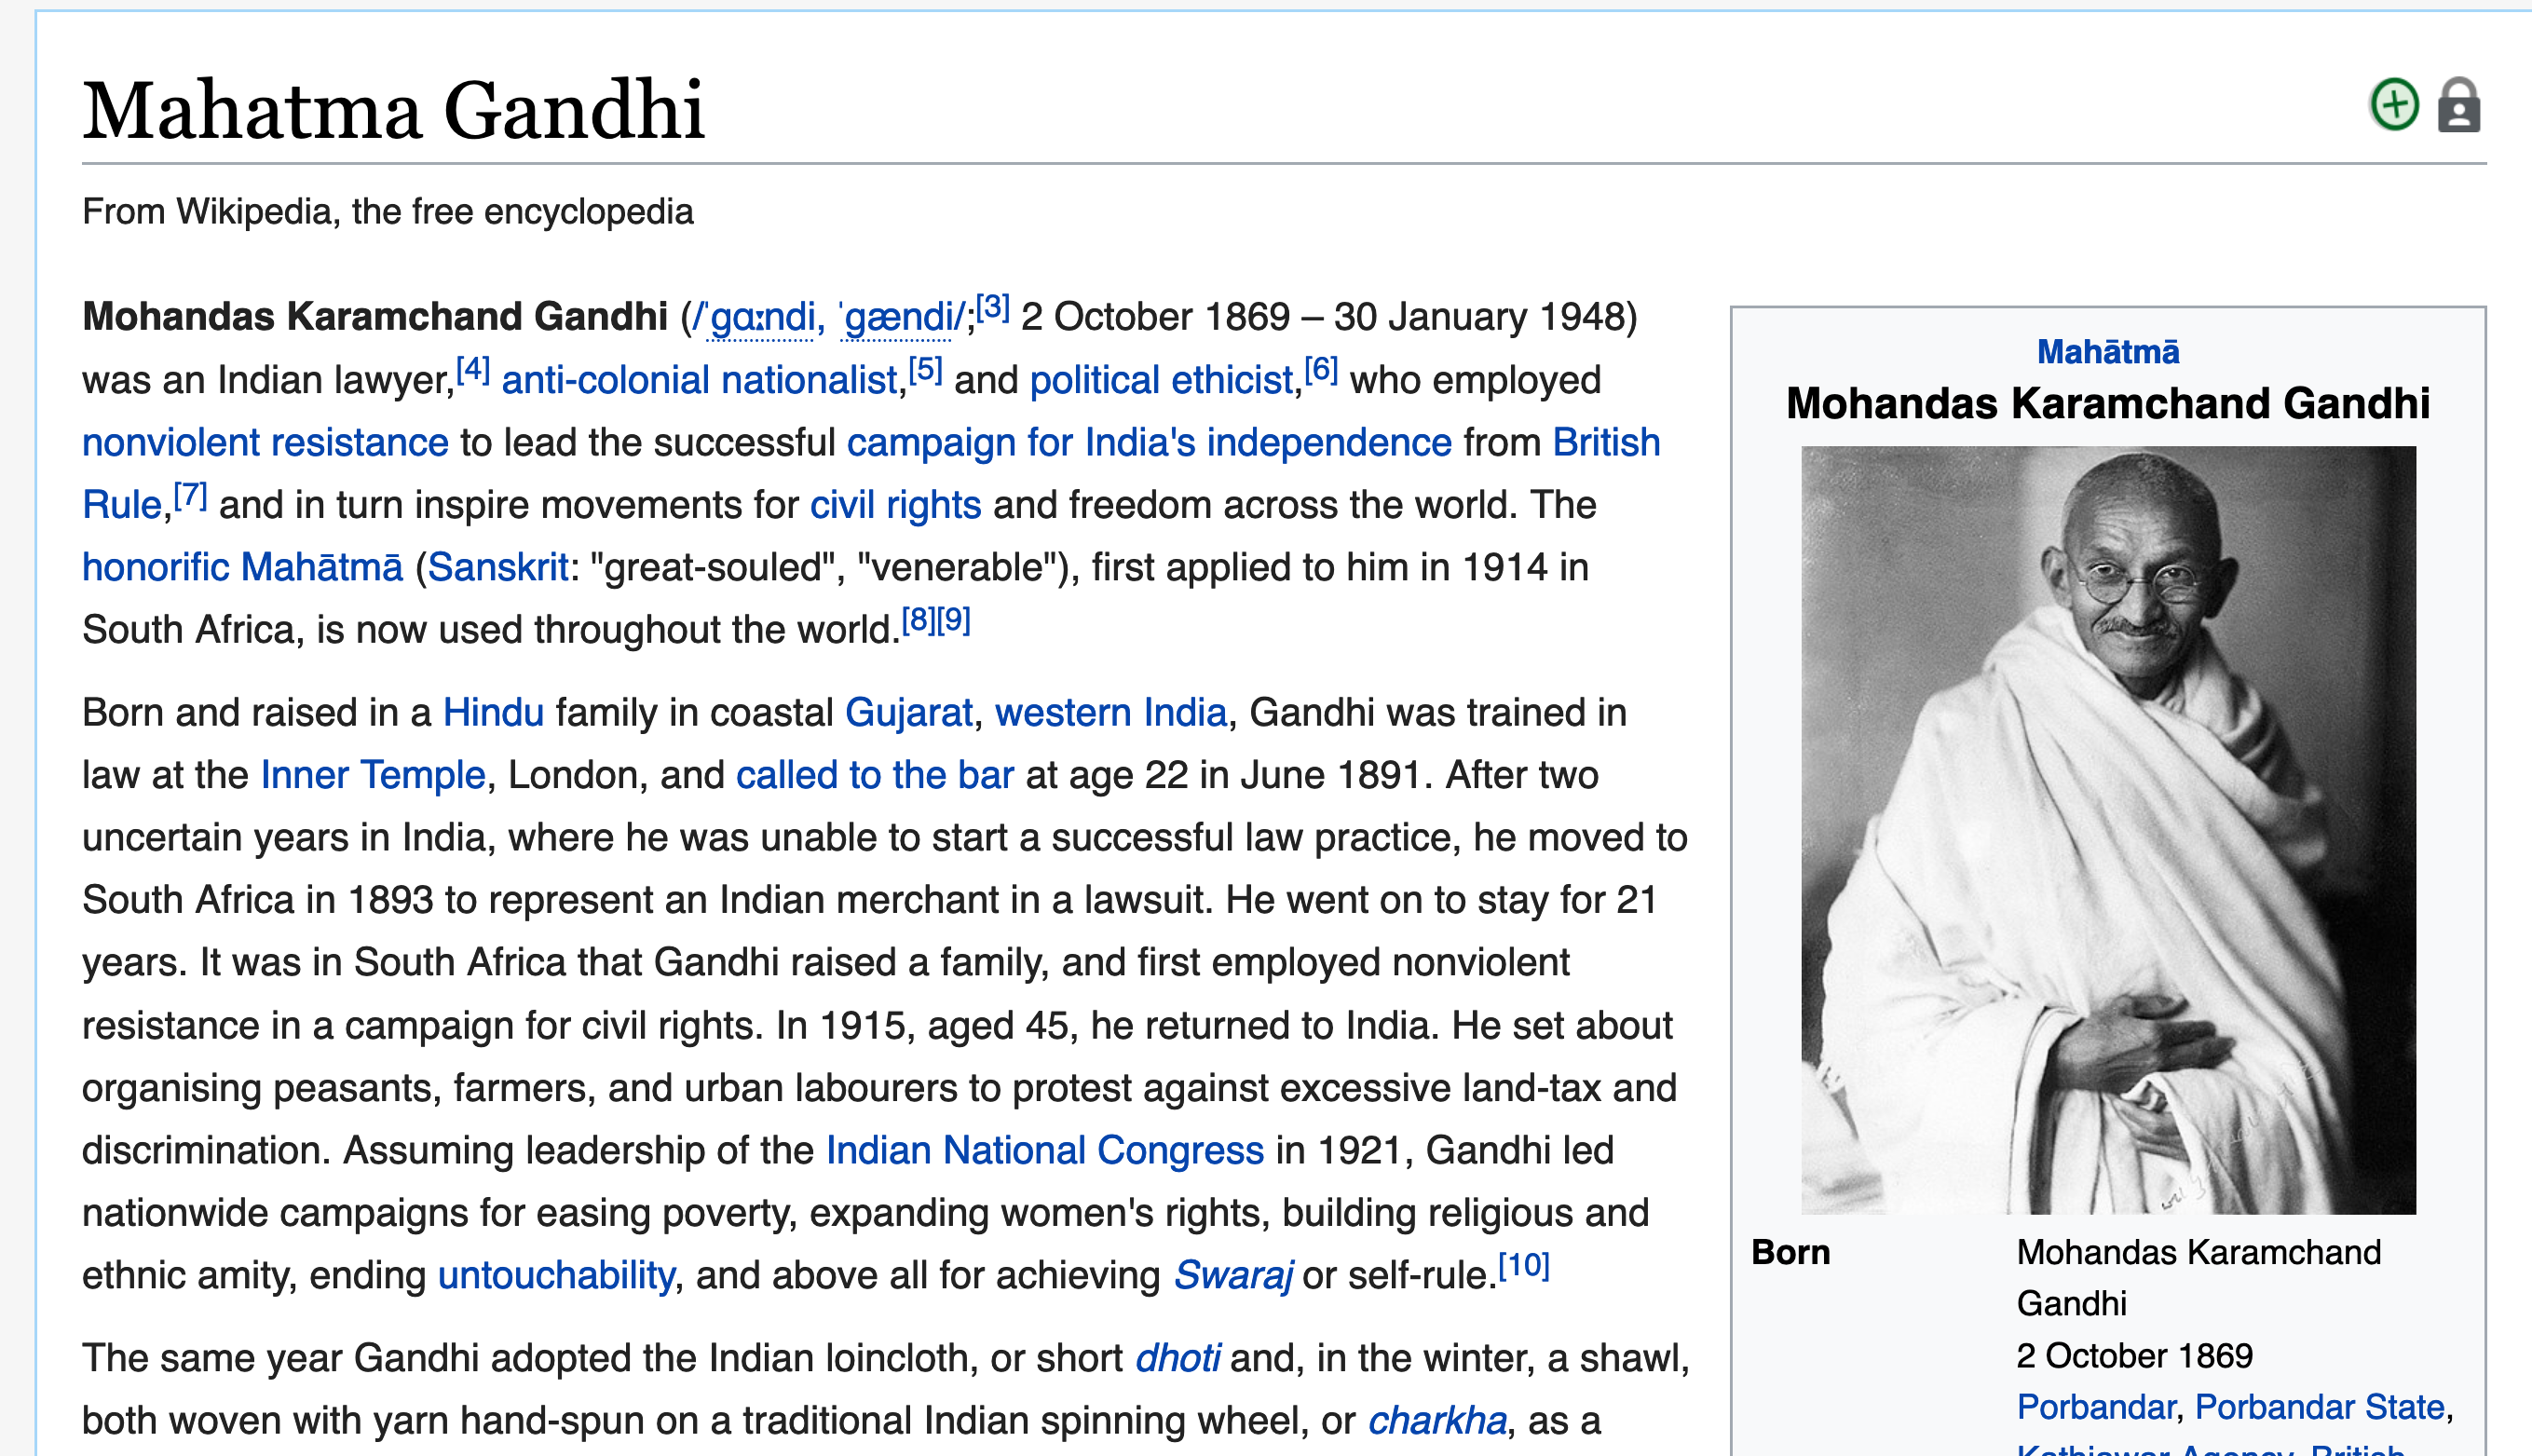 Mahatma Gandhi
From Wikipedia, the free encyclopedia
Mohandas Karamchand Gandhi (/ˈɡɑːndi, ˈɡændi/;[3] 2 October 1869 – 30 January 1948)
was an Indian lawyer,[4] anti-colonial nationalist,[5] and political ethicist,[6] who employed
nonviolent resistance to lead the successful campaign for India's independence from British
Rule,[7] and in turn inspire movements for civil rights and freedom across the world. The
honorific Mahātmā (Sanskrit: "great-souled", "venerable"), first applied to him in 1914 in
South Africa, is now used throughout the world.[8][9]
Born and raised in a Hindu family in coastal Gujarat, western India, Gandhi was trained in
law at the Inner Temple, London, and called to the bar at age 22 in June 1891. After two
uncertain years in India, where he was unable to start a successful law practice, he moved to
South Africa in 1893 to represent an Indian merchant in a lawsuit. He went on to stay for 21
years. It was in South Africa that Gandhi raised a family, and first employed nonviolent
resistance in a campaign for civil rights. In 1915, aged 45, he returned to India. He set about
organising peasants, farmers, and urban labourers to protest against excessive land-tax and
discrimination. Assuming leadership of the Indian National Congress in 1921, Gandhi led
nationwide campaigns for easing poverty, expanding women's rights, building religious and
ethnic amity, ending untouchability, and above all for achieving Swaraj or self-rule.[10]
The same year Gandhi adopted the Indian loincloth, or short dhoti and, in the winter, a shawl,
both woven with yarn hand-spun on a traditional Indian spinning wheel, or charkha, as a
Mahātmā
Mohandas Karamchand Gandhi
Born
Mohandas Karamchand
Gandhi
2 October 1869
Porbandar, Porbandar State,
Kathiawar Agency, British